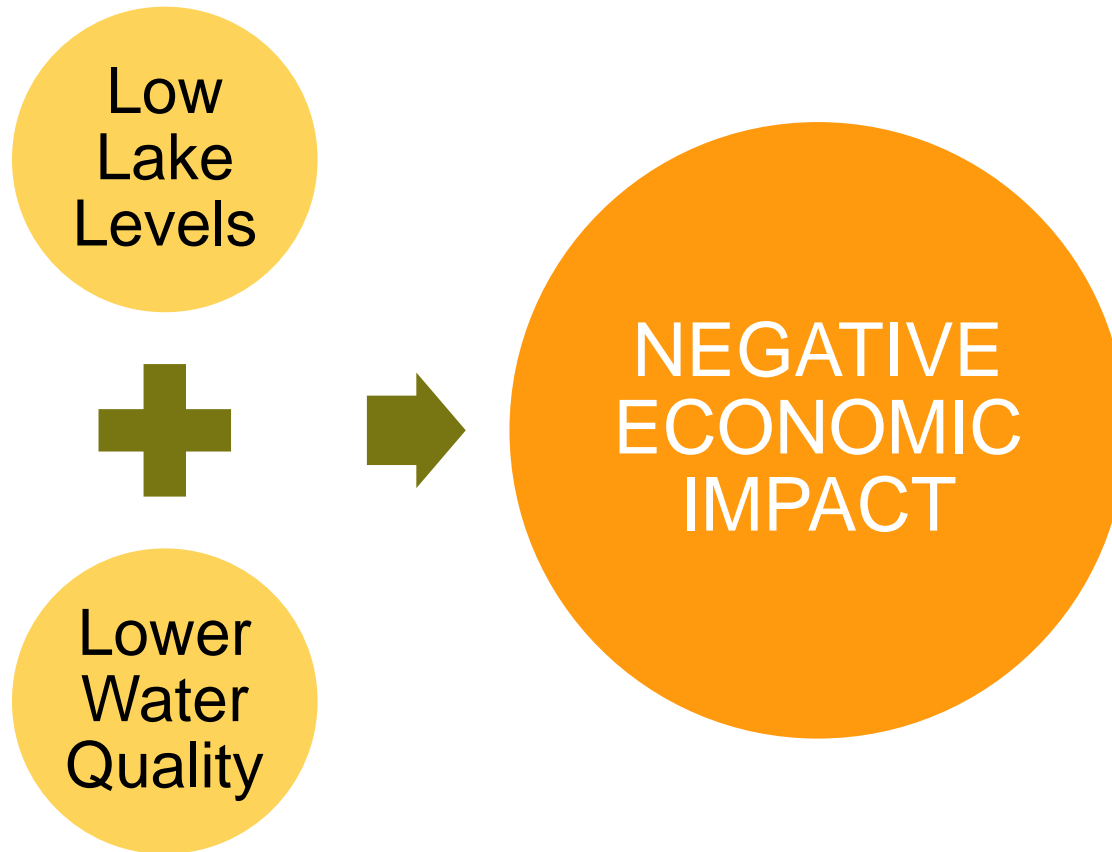 Low
Lake
Levels
Lower
Water
Quality
NEGATIVE
ECONOMIC
IMPACT